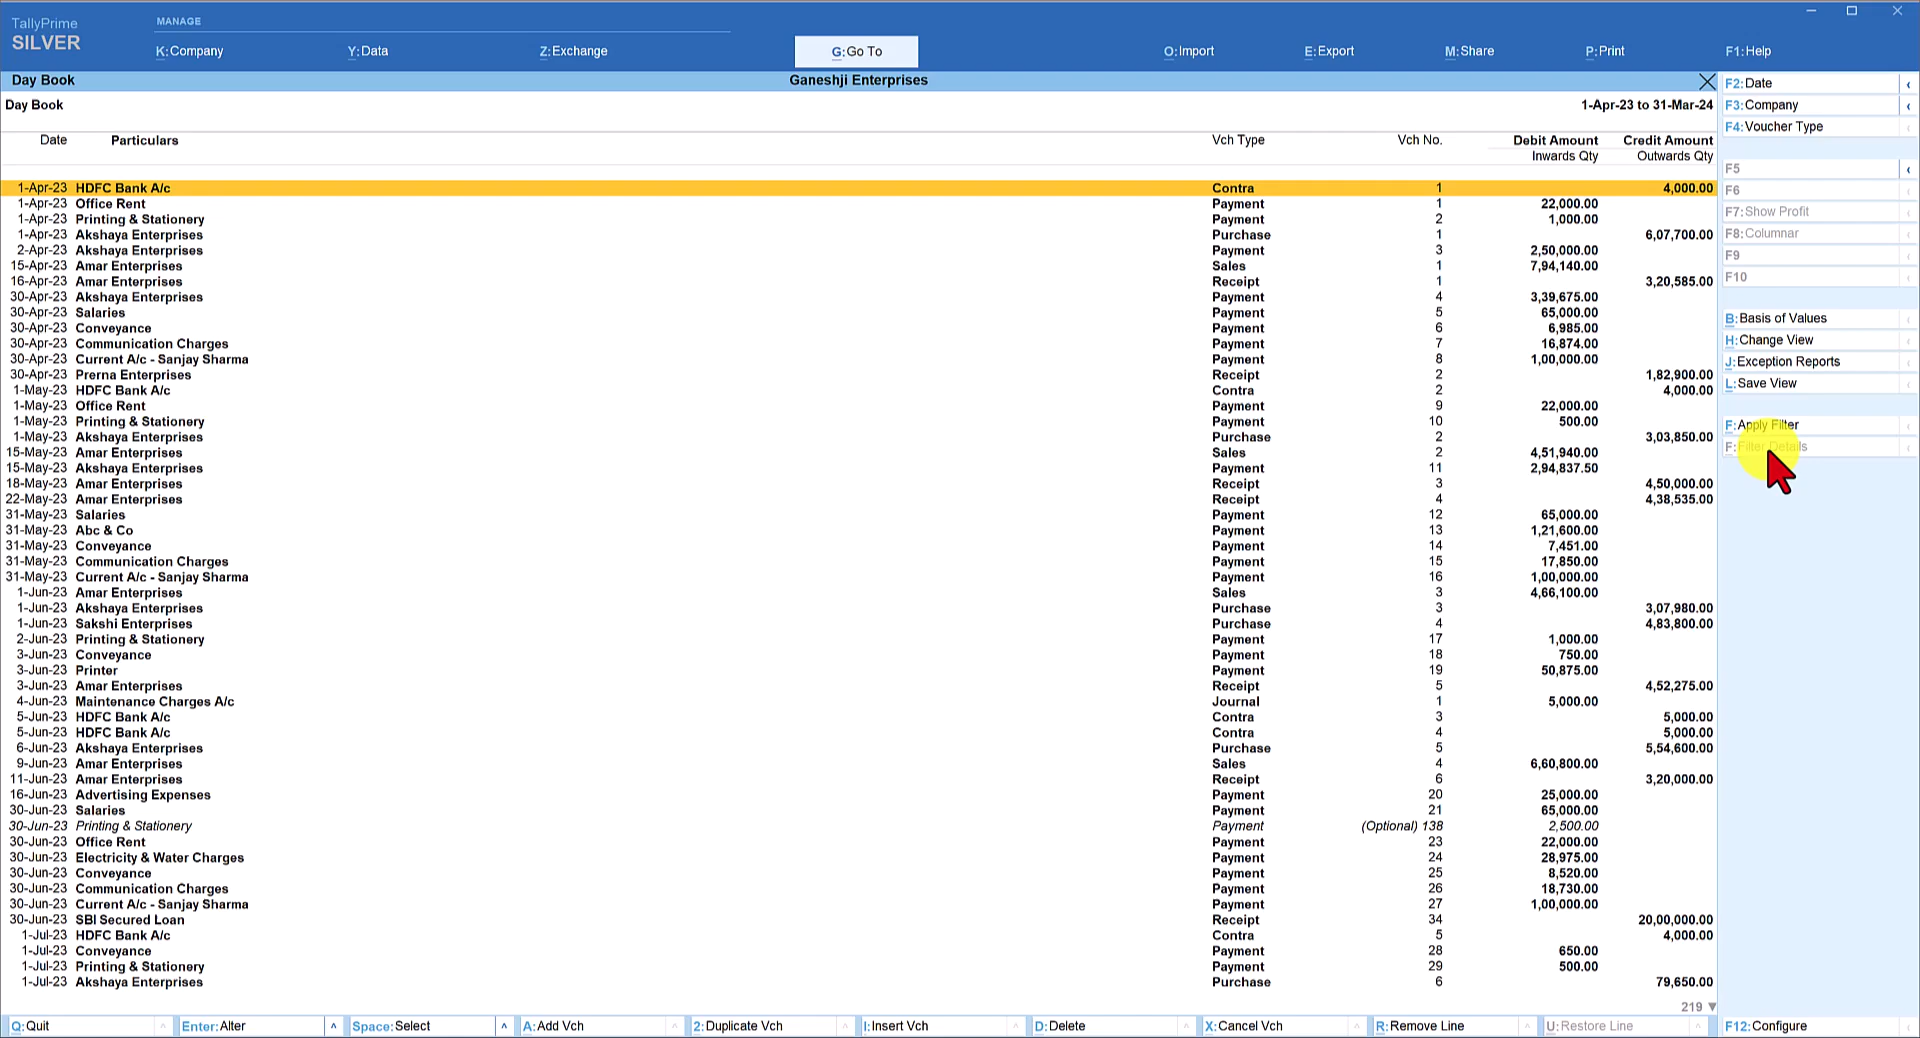 TallyPrime
SILVER
MANAGE
K:Company Y:Data Z:Exchange G:Go To O:Import E:Export M:Share P:Print F1:Help
Day Book Ganeshji Enterprises
Day Book 1-Apr-23 to 31-Mar-24
Date Particulars Vch Type Vch No. Debit Amount Credit Amount
Inwards Qty Outwards Qty
1-Apr-23 HDFC Bank A/c Contra 1 4,000.00
1-Apr-23 Office Rent Payment 1 22,000.00
1-Apr-23 Printing & Stationery Payment 2 1,000.00
1-Apr-23 Akshaya Enterprises Purchase 1 6,07,700.00
2-Apr-23 Akshaya Enterprises Payment 3 2,50,000.00
15-Apr-23 Amar Enterprises Sales 1 7,94,140.00
16-Apr-23 Amar Enterprises Receipt 1 3,20,585.00
30-Apr-23 Akshaya Enterprises Payment 4 3,39,675.00
30-Apr-23 Salaries Payment 5 65,000.00
30-Apr-23 Conveyance Payment 6 6,985.00
30-Apr-23 Communication Charges Payment 7 16,874.00
30-Apr-23 Current A/c - Sanjay Sharma Payment 8 1,00,000.00
30-Apr-23 Prerna Enterprises Receipt 2 1,82,900.00
1-May-23 HDFC Bank A/c Contra 2 4,000.00
1-May-23 Office Rent Payment 9 22,000.00
1-May-23 Printing & Stationery Payment 10 500.00
1-May-23 Akshaya Enterprises Purchase 2 3,03,850.00
15-May-23 Amar Enterprises Sales 2 4,51,940.00
15-May-23 Akshaya Enterprises Payment 11 2,94,837.50
18-May-23 Amar Enterprises Receipt 3 4,50,000.00
22-May-23 Amar Enterprises Receipt 4 4,38,535.00
31-May-23 Salaries Payment 12 65,000.00
31-May-23 Abc & Co Payment 13 1,21,600.00
31-May-23 Conveyance Payment 14 7,451.00
31-May-23 Communication Charges Payment 15 17,850.00
31-May-23 Current A/c - Sanjay Sharma Payment 16 1,00,000.00
1-Jun-23 Amar Enterprises Sales 3 4,66,100.00
1-Jun-23 Akshaya Enterprises Purchase 3 3,07,980.00
1-Jun-23 Sakshi Enterprises Purchase 4 4,83,800.00
2-Jun-23 Printing & Stationery Payment 17 1,000.00
3-Jun-23 Conveyance Payment 18 750.00
3-Jun-23 Printer Payment 19 50,875.00
3-Jun-23 Amar Enterprises Receipt 5 4,52,275.00
4-Jun-23 Maintenance Charges A/c Journal 1 5,000.00
5-Jun-23 HDFC Bank A/c Contra 3 5,000.00
5-Jun-23 HDFC Bank A/c Contra 4 5,000.00
6-Jun-23 Akshaya Enterprises Purchase 5 5,54,600.00
9-Jun-23 Amar Enterprises Sales 4 6,60,800.00
11-Jun-23 Amar Enterprises Receipt 6 3,20,000.00
16-Jun-23 Advertising Expenses Payment 20 25,000.00
30-Jun-23 Salaries Payment 21 65,000.00
30-Jun-23 Printing & Stationery Payment (Optional) 138 2,500.00
30-Jun-23 Office Rent Payment 23 22,000.00
30-Jun-23 Electricity & Water Charges Payment 24 28,975.00
30-Jun-23 Conveyance Payment 25 8,520.00
30-Jun-23 Communication Charges Payment 26 18,730.00
30-Jun-23 Current A/c - Sanjay Sharma Payment 27 1,00,000.00
30-Jun-23 SBI Secured Loan Receipt 34 20,00,000.00
1-Jul-23 HDFC Bank A/c Contra 5 4,000.00
1-Jul-23 Conveyance Payment 28 650.00
1-Jul-23 Printing & Stationery Payment 29 500.00
1-Jul-23 Akshaya Enterprises Purchase 6 79,650.00
219
F2:Date
F3:Company
F4:Voucher Type
F5
F6
F7:Show Profit
F8:Columnar
F9
F10
B:Basis of Values
H:Change View
J:Exception Reports
L:Save View
F:Apply Filter
F:Filter Details
Q:Quit Enter:Alter Space:Select A:Add Vch 2:Duplicate Vch I:Insert Vch D:Delete X:Cancel Vch R:Remove Line U:Restore Line F12:Configure